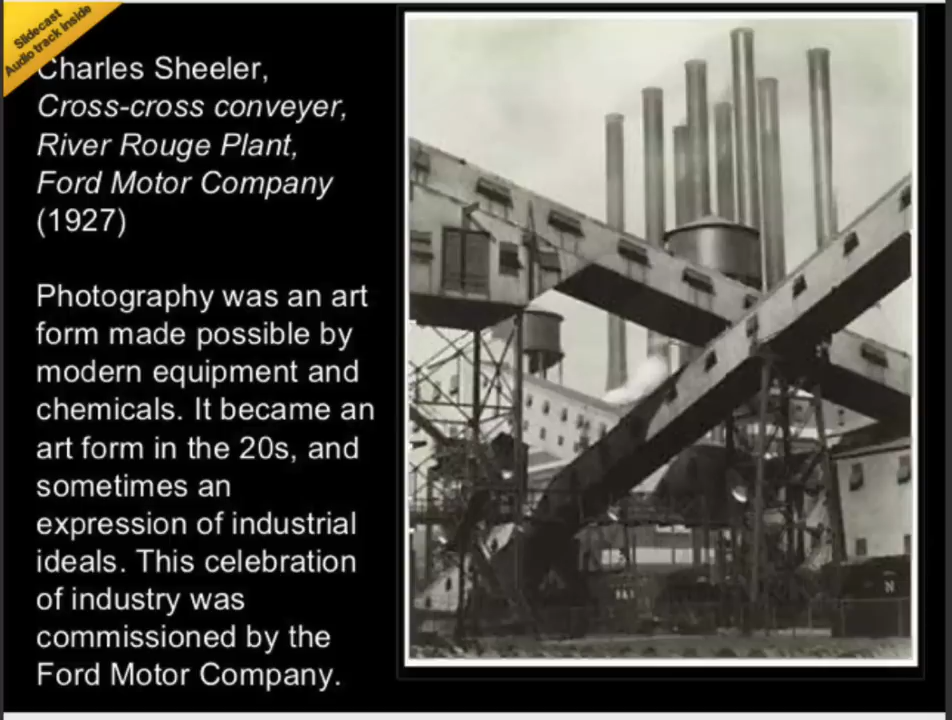 Slidecast
Audio track inside
Charles Sheeler,
Cross-cross conveyer,
River Rouge Plant,
Ford Motor Company
(1927)
Photography was an art
form made possible by
modern equipment and
chemicals. It became an
art form in the 20s, and
sometimes an
expression of industrial
ideals. This celebration
of industry was
commissioned by the
Ford Motor Company.
N